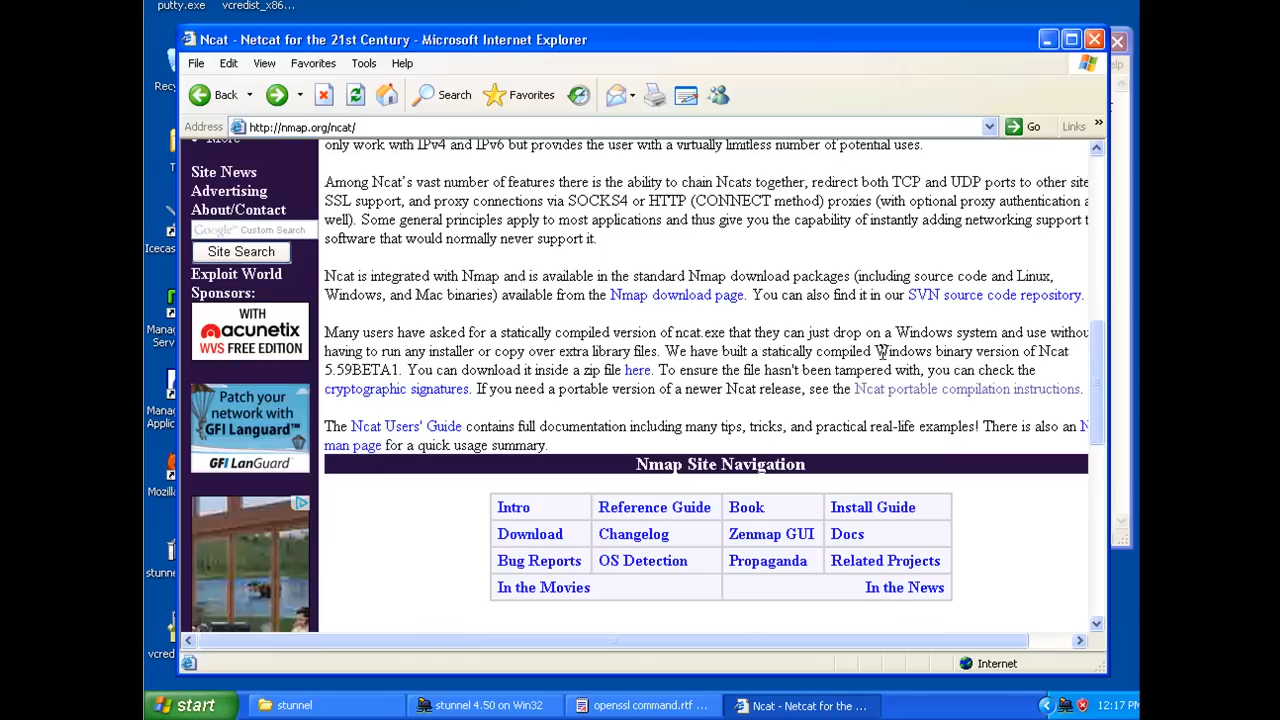 putty.exe vcredist_x86...
Ncat - Netcat for the 21st Century - Microsoft Internet Explorer
File Edit View Favorites Tools Help
Back Search Favorites
Address http://nmap.org/ncat/ Go Links »
only work with IPv4 and IPv6 but provides the user with a virtually limitless number of potential uses.
Site News
Advertising
About/Contact
Google™ Custom Search
Site Search
Exploit World
Sponsors:
WITH
acunetix
WVS FREE EDITION
Patch your
network with
GFI Languard™
GFI LanGuard™
Among Ncat's vast number of features there is the ability to chain Ncats together, redirect both TCP and UDP ports to other site
SSL support, and proxy connections via SOCKS4 or HTTP (CONNECT method) proxies (with optional proxy authentication a
well). Some general principles apply to most applications and thus give you the capability of instantly adding networking support t
software that would normally never support it.
Ncat is integrated with Nmap and is available in the standard Nmap download packages (including source code and Linux,
Windows, and Mac binaries) available from the Nmap download page. You can also find it in our SVN source code repository.
Many users have asked for a statically compiled version of ncat.exe that they can just drop on a Windows system and use withou
having to run any installer or copy over extra library files. We have built a statically compiled Windows binary version of Ncat
5.59BETA1. You can download it inside a zip file here. To ensure the file hasn't been tampered with, you can check the
cryptographic signatures. If you need a portable version of a newer Ncat release, see the Ncat portable compilation instructions.
The Ncat Users' Guide contains full documentation including many tips, tricks, and practical real-life examples! There is also an N
man page for a quick usage summary.
Nmap Site Navigation
Intro Reference Guide Book Install Guide
Download Changelog Zenmap GUI Docs
Bug Reports OS Detection Propaganda Related Projects
In the Movies In the News
Recy
Iceca
Manag
Serv
Manag
App
Mozill
stunne
vcred
Internet
start stunnel stunnel 4.50 on Win32 openssl command.rtf ... Ncat - Netcat for the ... 12:17 PM